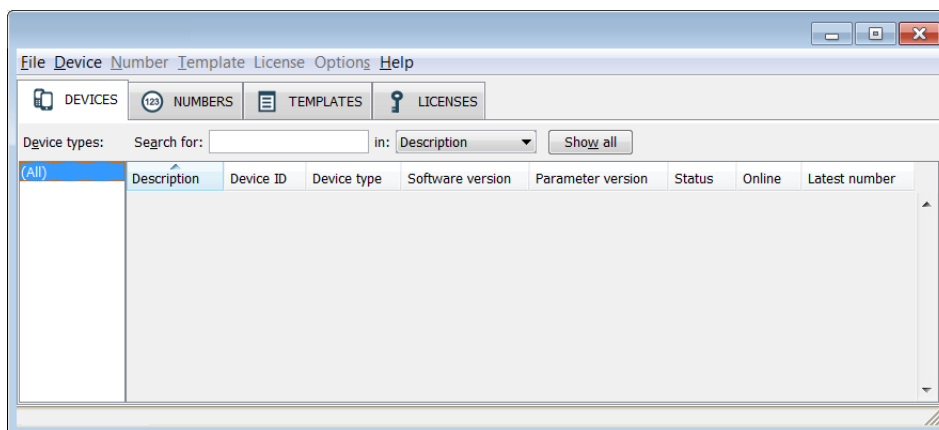 File Device Number Template License Options Help
DEVICES 123 NUMBERS TEMPLATES LICENSES
Device types: Search for: in: Description Show all
(All) Description Device ID Device type Software version Parameter version Status Online Latest number